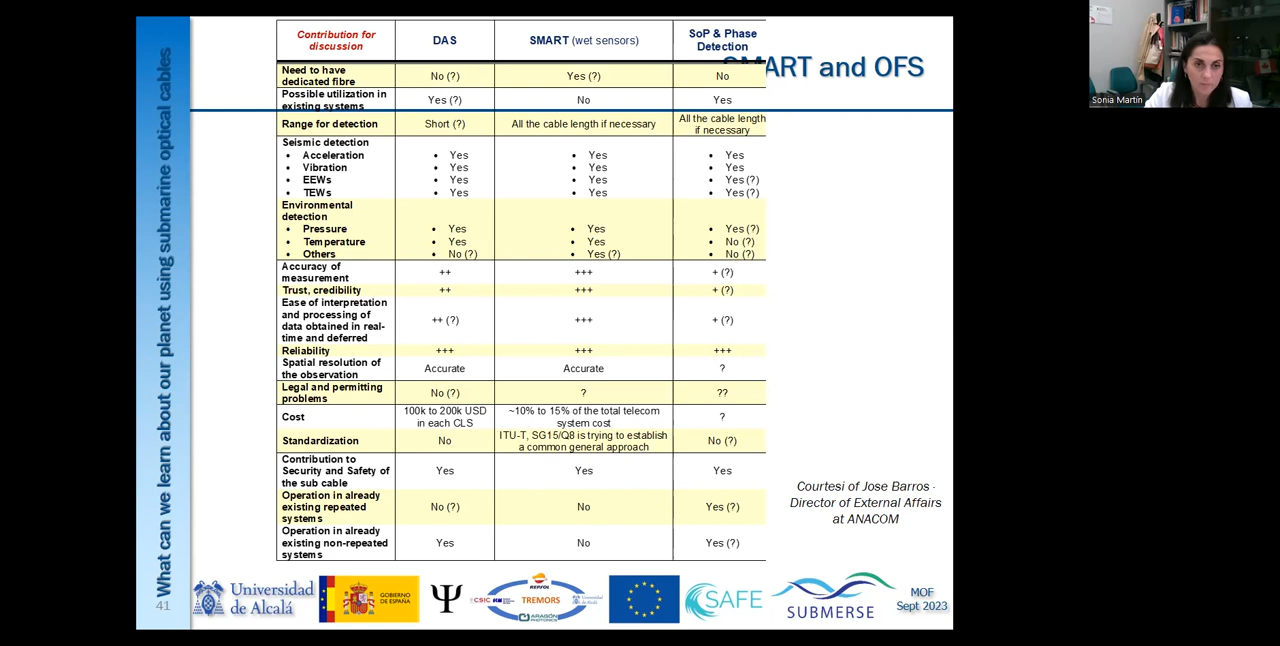 What can we learn about our planet using submarine optical cables
41
ART and OFS
Contribution for discussion | DAS | SMART (wet sensors) | SoP & Phase Detection
Need to have dedicated fibre | No (?) | Yes (?) | No
Possible utilization in existing systems | Yes (?) | No | Yes
Range for detection | Short (?) | All the cable length if necessary | All the cable length if necessary
Seismic detection
• Acceleration | • Yes | • Yes | • Yes
• Vibration | • Yes | • Yes | • Yes
• EEWs | • Yes | • Yes | • Yes (?)
• TEWs | • Yes | • Yes | • Yes (?)
Environmental detection
• Pressure | • Yes | • Yes | • Yes (?)
• Temperature | • Yes | • Yes | • No (?)
• Others | • No (?) | • Yes (?) | • No (?)
Accuracy of measurement | ++ | +++ | + (?)
Trust, credibility | ++ | +++ | + (?)
Ease of interpretation and processing of data obtained in real-time and deferred | ++ (?) | +++ | + (?)
Reliability | +++ | +++ | +++
Spatial resolution of the observation | Accurate | Accurate | ?
Legal and permitting problems | No (?) | ? | ??
Cost | 100k to 200k USD in each CLS | ~10% to 15% of the total telecom system cost | ?
Standardization | No | ITU-T, SG15/Q8 is trying to establish a common general approach | No (?)
Contribution to Security and Safety of the sub cable | Yes | Yes | Yes
Operation in already existing repeated systems | No (?) | No | Yes (?)
Operation in already existing non-repeated systems | Yes | No | Yes (?)
Courtesi of Jose Barros -
Director of External Affairs
at ANACOM
Universidad
de Alcalá
GOBIERNO
DE ESPAÑA
REPSOL
CSIC
TREMORS
ARAGÓN
PHOTONICS
SAFE
SUBMERSE
MOF
Sept 2023
Sonia Martín